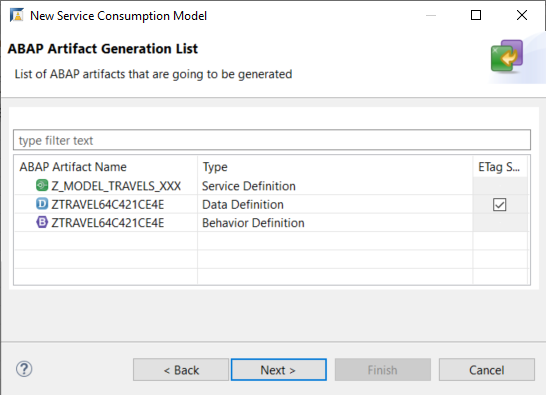 New Service Consumption Model
ABAP Artifact Generation List
List of ABAP artifacts that are going to be generated
type filter text
ABAP Artifact Name Type ETag S...
Z_MODEL_TRAVELS_XXX Service Definition
D ZTRAVEL64C421CE4E Data Definition
B ZTRAVEL64C421CE4E Behavior Definition
? < Back Next > Finish Cancel